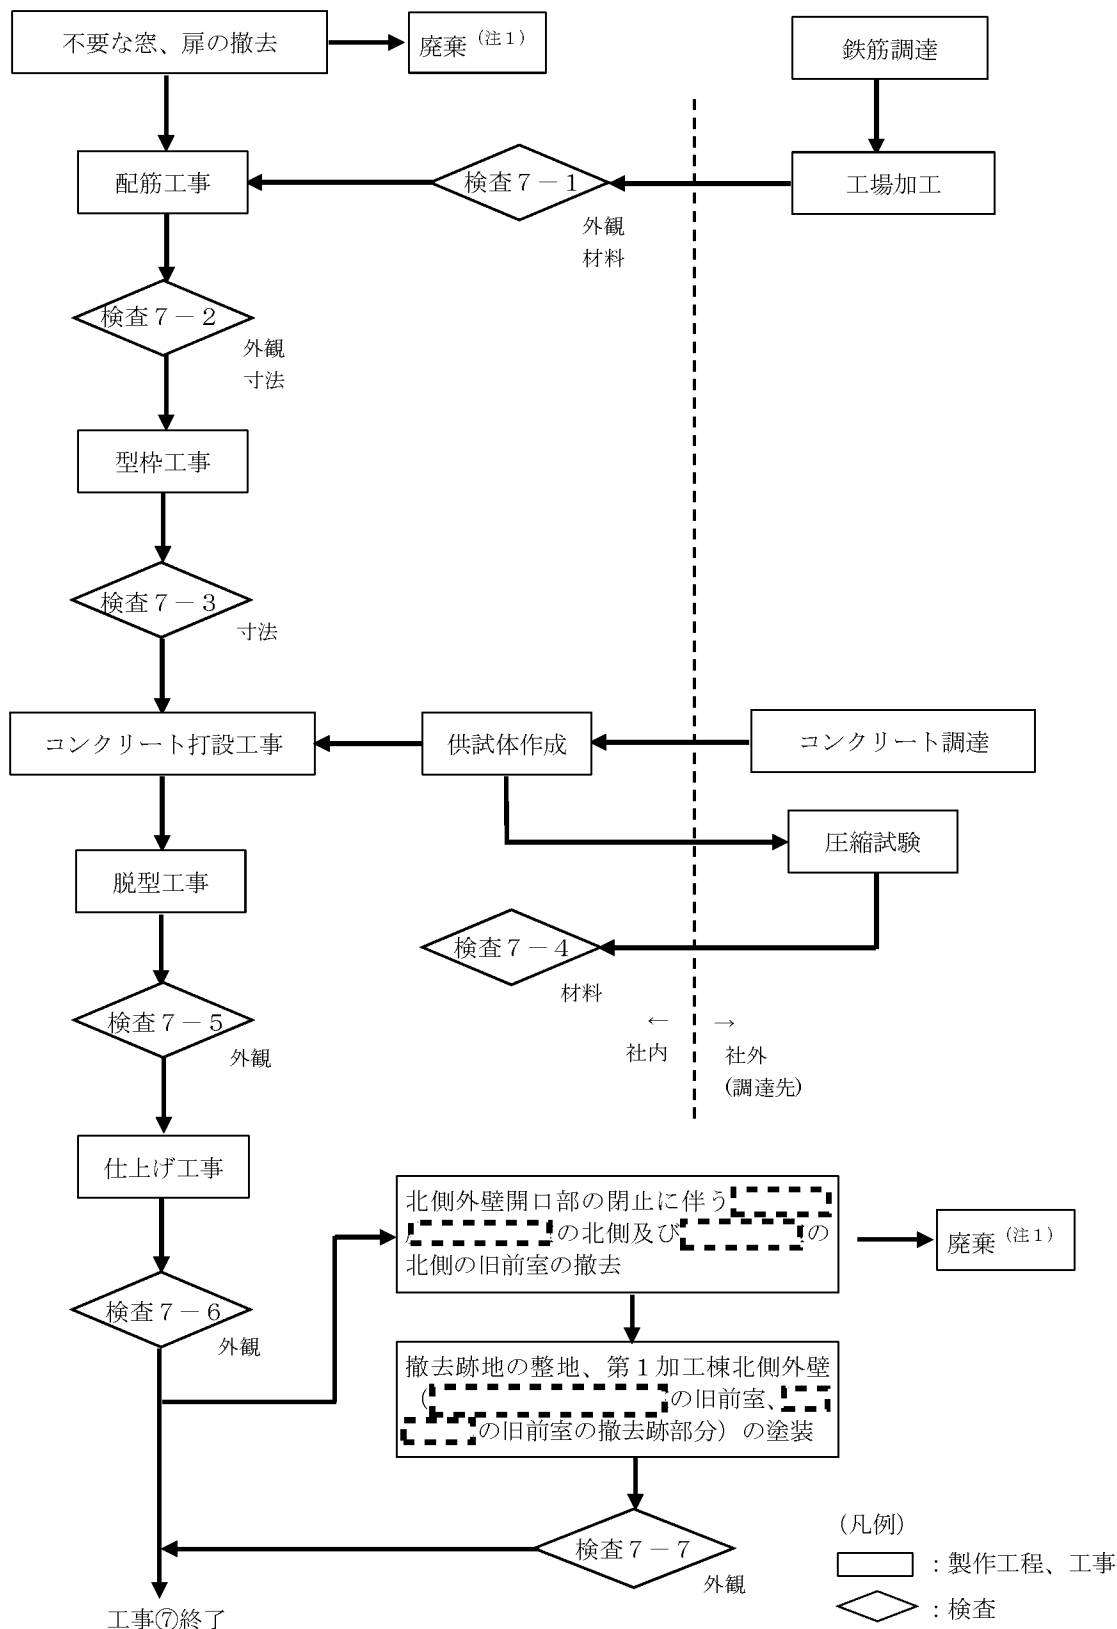 不要な窓、扉の撤去
廃棄（注１）
鉄筋調達
配筋工事
検査７－１
工場加工
外観
材料
検査７－２
外観
寸法
型枠工事
検査７－３
寸法
コンクリート打設工事
供試体作成
コンクリート調達
圧縮試験
脱型工事
検査７－４
材料
検査７－５
外観
←
社内
→
社外
(調達先)
仕上げ工事
北側外壁開口部の閉止に伴う
の北側及び の
北側の旧前室の撤去
廃棄（注１）
検査７－６
外観
撤去跡地の整地、第１加工棟北側外壁
（ の旧前室、
の旧前室の撤去跡部分）の塗装
検査７－７
外観
工事⑦終了
(凡例)
：製作工程、工事
：検査